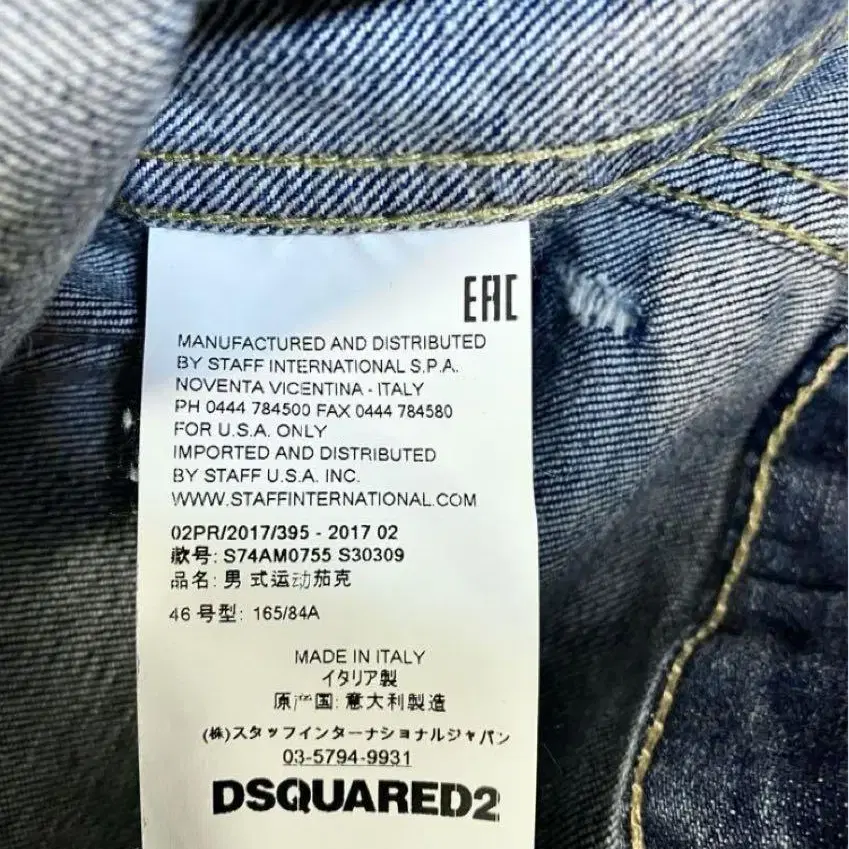 EAC
MANUFACTURED AND DISTRIBUTED
BY STAFF INTERNATIONAL S.P.A.
NOVENTA VICENTINA - ITALY
PH 0444 784500 FAX 0444 784580
FOR U.S.A. ONLY
IMPORTED AND DISTRIBUTED
BY STAFF U.S.A. INC.
WWW.STAFFINTERNATIONAL.COM
02PR/2017/395 - 2017 02
款号: S74AM0755 S30309
品名: 男 式运动茄克
46 号型: 165/84A
MADE IN ITALY
イタリア製
原产国: 意大利製造
(株)スタッフインターナショナルジャパン
03-5794-9931
DSQUARED2